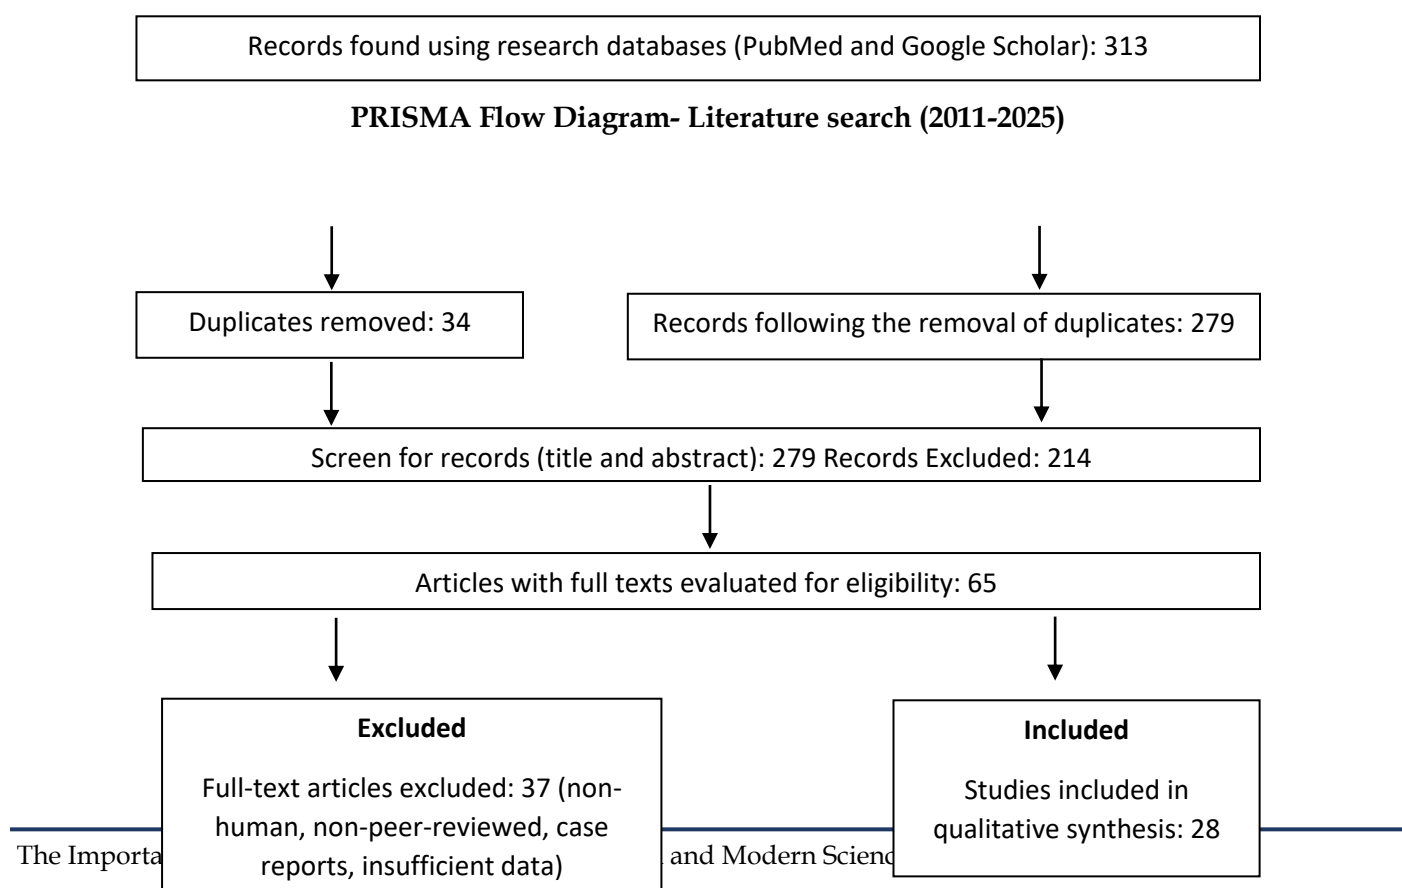 Records found using research databases (PubMed and Google Scholar): 313
PRISMA Flow Diagram- Literature search (2011-2025)
Duplicates removed: 34
Records following the removal of duplicates: 279
Screen for records (title and abstract): 279 Records Excluded: 214
Articles with full texts evaluated for eligibility: 65
Excluded
Full-text articles excluded: 37 (non-
human, non-peer-reviewed, case
reports, insufficient data)
Included
Studies included in
qualitative synthesis: 28
The
and Modern